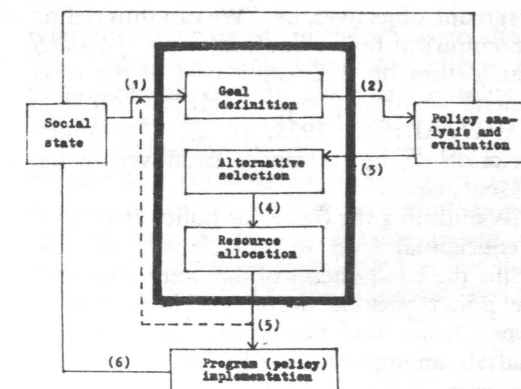 (1)
Goal
definition
(2)
Social
state
Policy ana-
lysis and
evaluation
Alternative
selection
(3)
(4)
Resource
allocation
(5)
(6)
Program (policy)
implementation